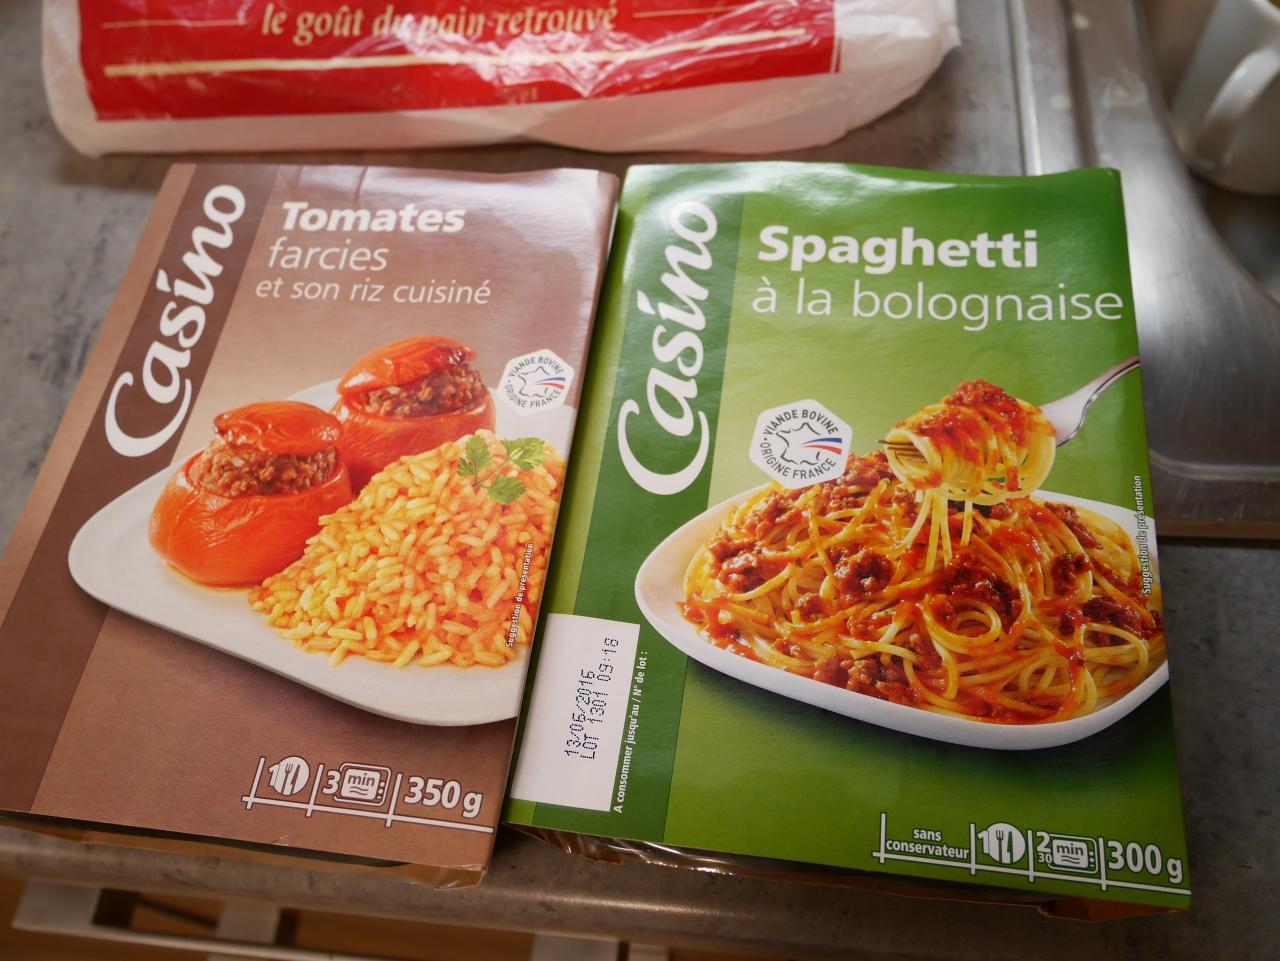 le goût du pain retrouvé
Casino
Tomates
farcies
et son riz cuisiné
VIANDE BOVINE
ORIGINE FRANCE
Suggestion de présentation
1
3 min
350 g
Casino
Spaghetti
à la bolognaise
VIANDE BOVINE
ORIGINE FRANCE
Suggestion de présentation
13/06/2016
LOT 1301 09:18
A consommer jusqu'au / N° de lot :
sans
conservateur
1
2 min
30
300 g